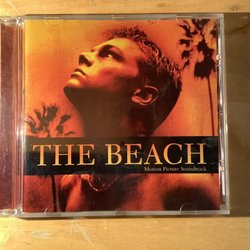 THE BEACH
Motion Picture Soundtrack